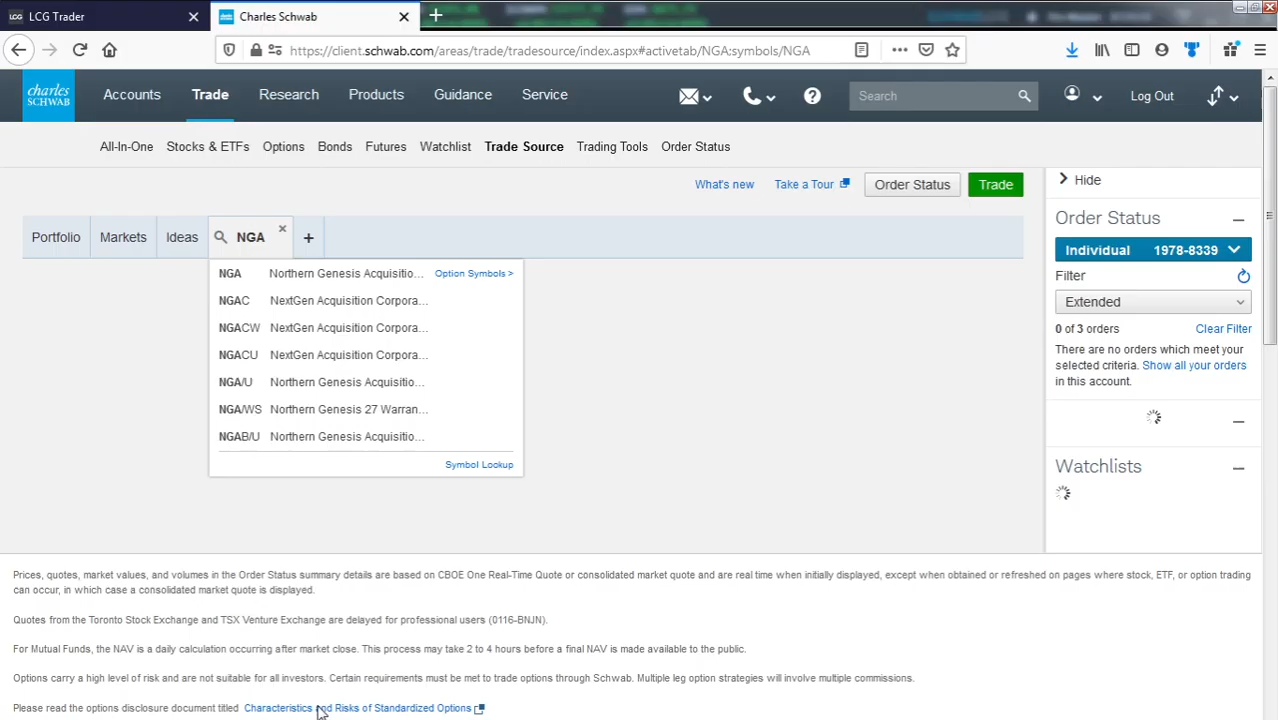 LCG LCG Trader
Charles Schwab
https://client.schwab.com/areas/trade/tradesource/index.aspx#activetab/NGA:symbols/NGA
charles SCHWAB
Accounts Trade Research Products Guidance Service Search Log Out
All-In-One Stocks & ETFs Options Bonds Futures Watchlist Trade Source Trading Tools Order Status
What's new Take a Tour Order Status Trade
Hide
Portfolio Markets Ideas NGA
NGA Northern Genesis Acquisitio... Option Symbols >
NGAC NextGen Acquisition Corpora...
NGACW NextGen Acquisition Corpora...
NGACU NextGen Acquisition Corpora...
NGA/U Northern Genesis Acquisitio...
NGA/WS Northern Genesis 27 Warran...
NGAB/U Northern Genesis Acquisitio...
Symbol Lookup
Order Status
Individual 1978-8339
Filter
Extended
0 of 3 orders Clear Filter
There are no orders which meet your
selected criteria. Show all your orders
in this account.
Watchlists
Prices, quotes, market values, and volumes in the Order Status summary details are based on CBOE One Real-Time Quote or consolidated market quote and are real time when initially displayed, except when obtained or refreshed on pages where stock, ETF, or option trading
can occur, in which case a consolidated market quote is displayed.
Quotes from the Toronto Stock Exchange and TSX Venture Exchange are delayed for professional users (0116-BNJN).
For Mutual Funds, the NAV is a daily calculation occurring after market close. This process may take 2 to 4 hours before a final NAV is made available to the public.
Options carry a high level of risk and are not suitable for all investors. Certain requirements must be met to trade options through Schwab. Multiple leg option strategies will involve multiple commissions.
Please read the options disclosure document titled Characteristics and Risks of Standardized Options